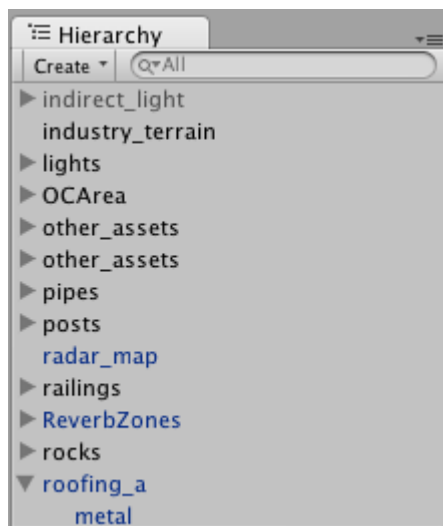 Hierarchy
Create All
indirect_light
industry_terrain
lights
OCArea
other_assets
other_assets
pipes
posts
radar_map
railings
ReverbZones
rocks
roofing_a
metal